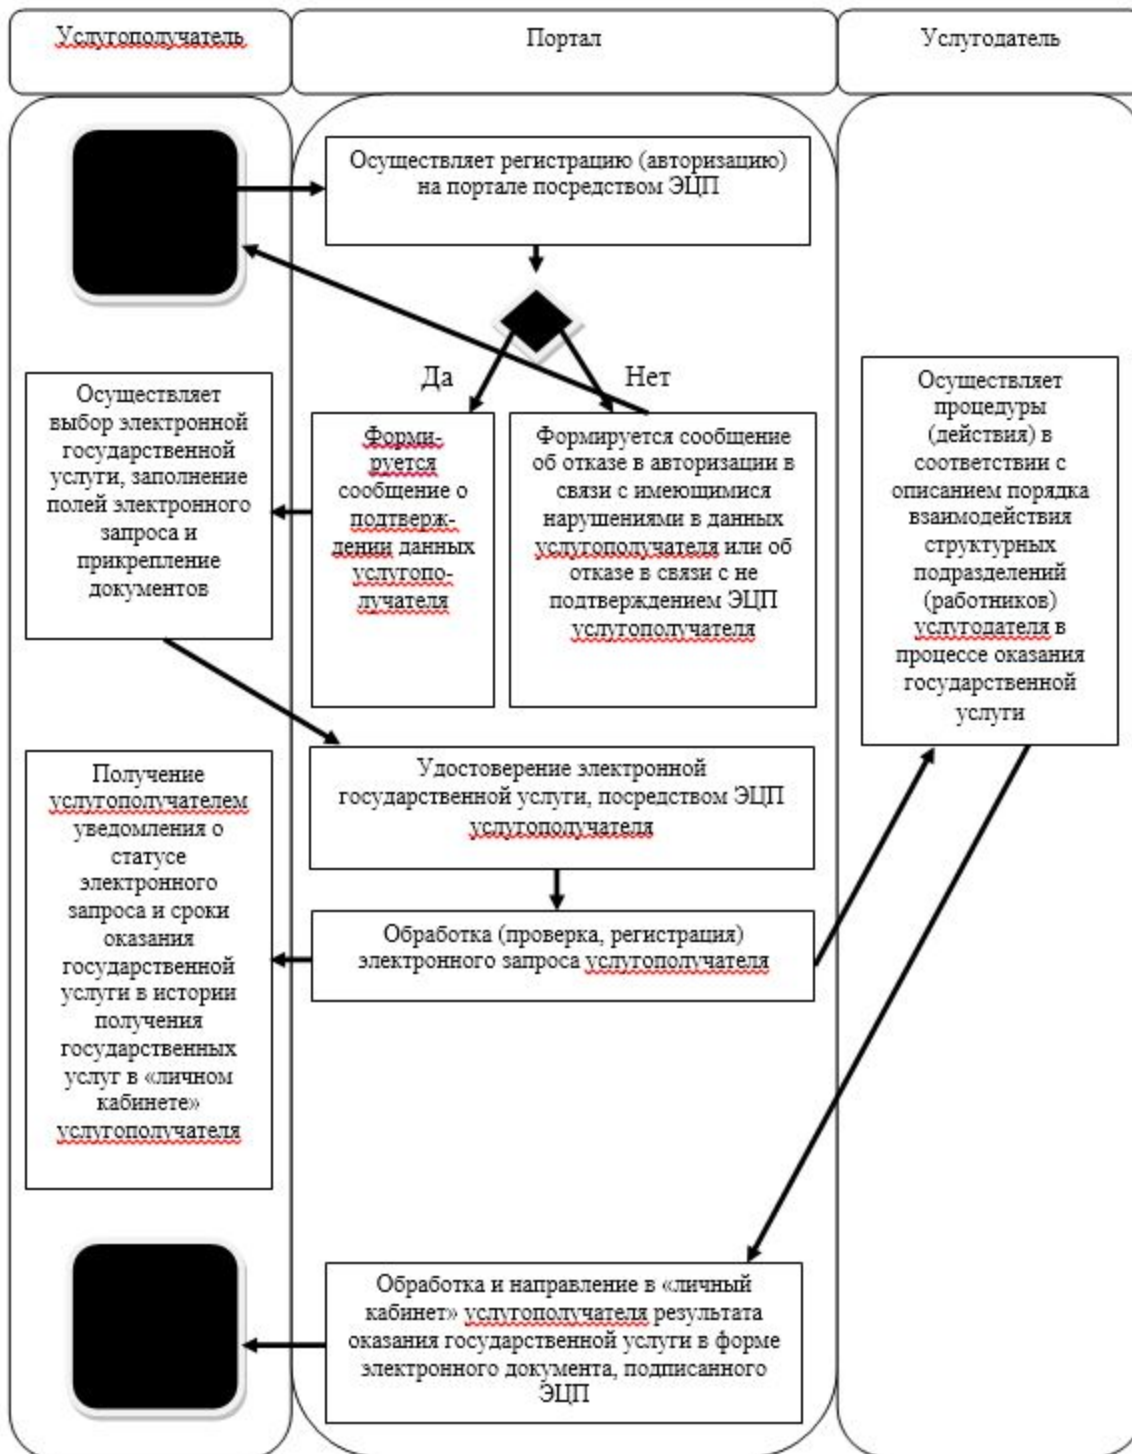 Услугополучатель
Портал
Услугодатель
Осуществляет регистрацию (авторизацию)
на портале посредством ЭЦП
Да
Нет
Осуществляет
выбор электронной
государственной
услуги, заполнение
полей электронного
запроса и
прикрепление
документов
Форми-
руется
сообщение о
подтверж-
дении данных
услугопо-
лучателя
Формируется сообщение
об отказе в авторизации в
связи с имеющимися
нарушениями в данных
услугополучателя или об
отказе в связи с не
подтверждением ЭЦП
услугополучателя
Осуществляет
процедуры
(действия) в
соответствии с
описанием порядка
взаимодействия
структурных
подразделений
(работников)
услугодателя в
процессе оказания
государственной
услуги
Удостоверение электронной
государственной услуги, посредством ЭЦП
услугополучателя
Обработка (проверка, регистрация)
электронного запроса услугополучателя
Получение
услугополучателем
уведомления о
статусе
электронного
запроса и сроки
оказания
государственной
услуги в истории
получения
государственных
услуг в «личном
кабинете»
услугополучателя
Обработка и направление в «личный
кабинет» услугополучателя результата
оказания государственной услуги в форме
электронного документа, подписанного
ЭЦП